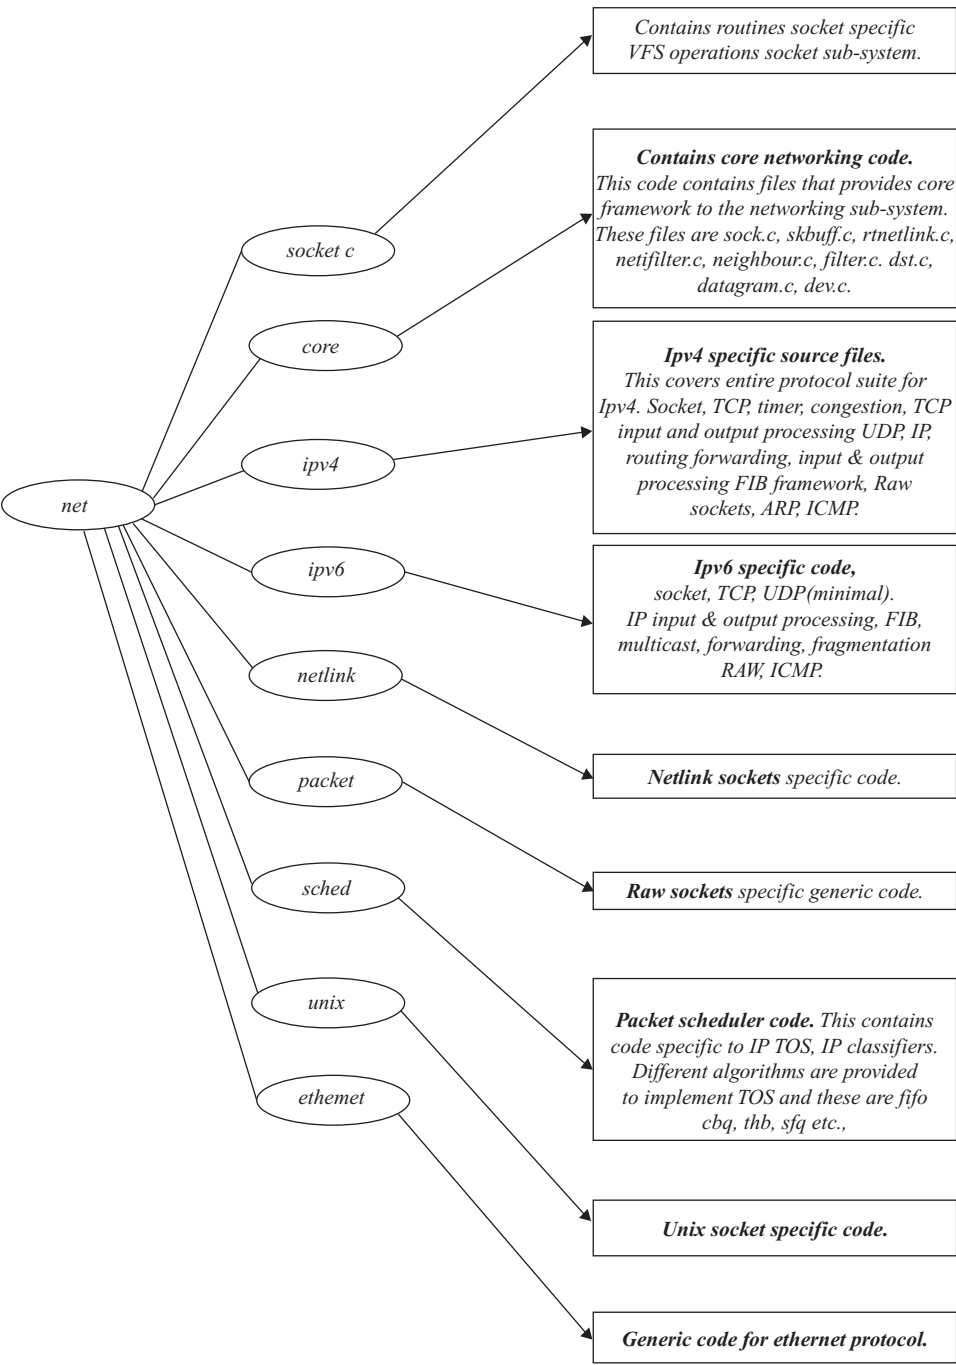 Contains routines socket specific
VFS operations socket sub-system.
Contains core networking code.
This code contains files that provides core
framework to the networking sub-system.
These files are sock.c, skbuff.c, rtnetlink.c,
netifilter.c, neighbour.c, filter.c. dst.c,
datagram.c, dev.c.
socket c
core
Ipv4 specific source files.
This covers entire protocol suite for
Ipv4. Socket, TCP, timer, congestion, TCP
input and output processing UDP, IP,
routing forwarding, input & output
processing FIB framework, Raw
sockets, ARP, ICMP.
ipv4
net
ipv6
Ipv6 specific code,
socket, TCP, UDP(minimal).
IP input & output processing, FIB,
multicast, forwarding, fragmentation
RAW, ICMP.
netlink
Netlink sockets specific code.
packet
Raw sockets specific generic code.
sched
Packet scheduler code. This contains
code specific to IP TOS, IP classifiers.
Different algorithms are provided
to implement TOS and these are fifo
cbq, thb, sfq etc.,
unix
ethemet
Unix socket specific code.
Generic code for ethernet protocol.